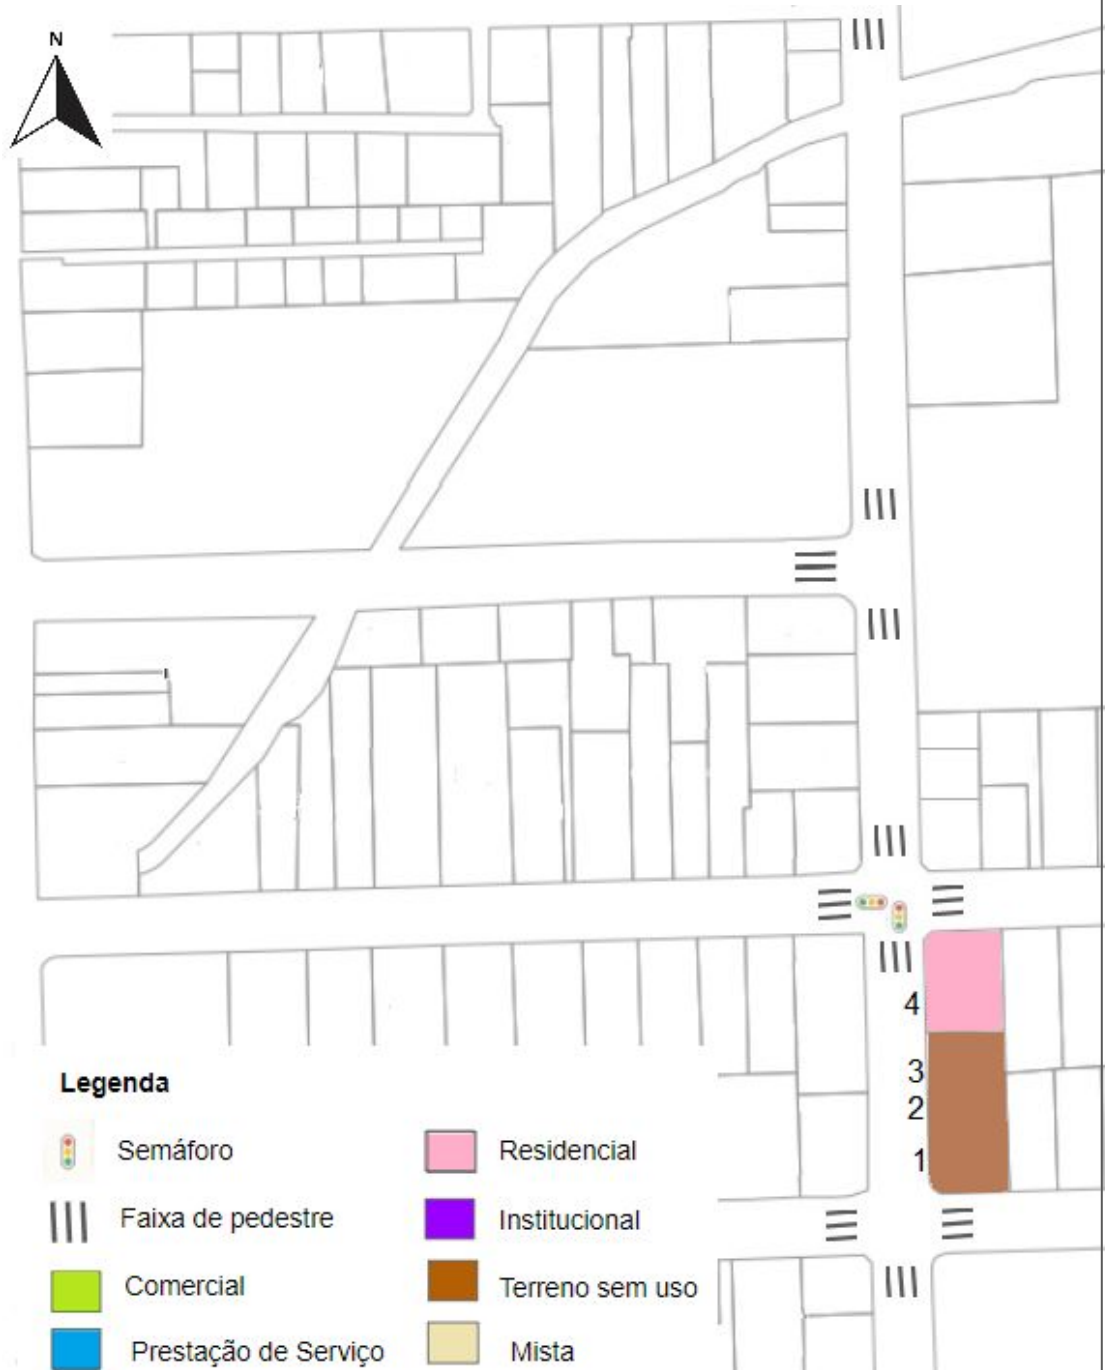 N
4
3
2
1
Legenda
Semáforo
Residencial
Faixa de pedestre
Institucional
Comercial
Terreno sem uso
Prestação de Serviço
Mista